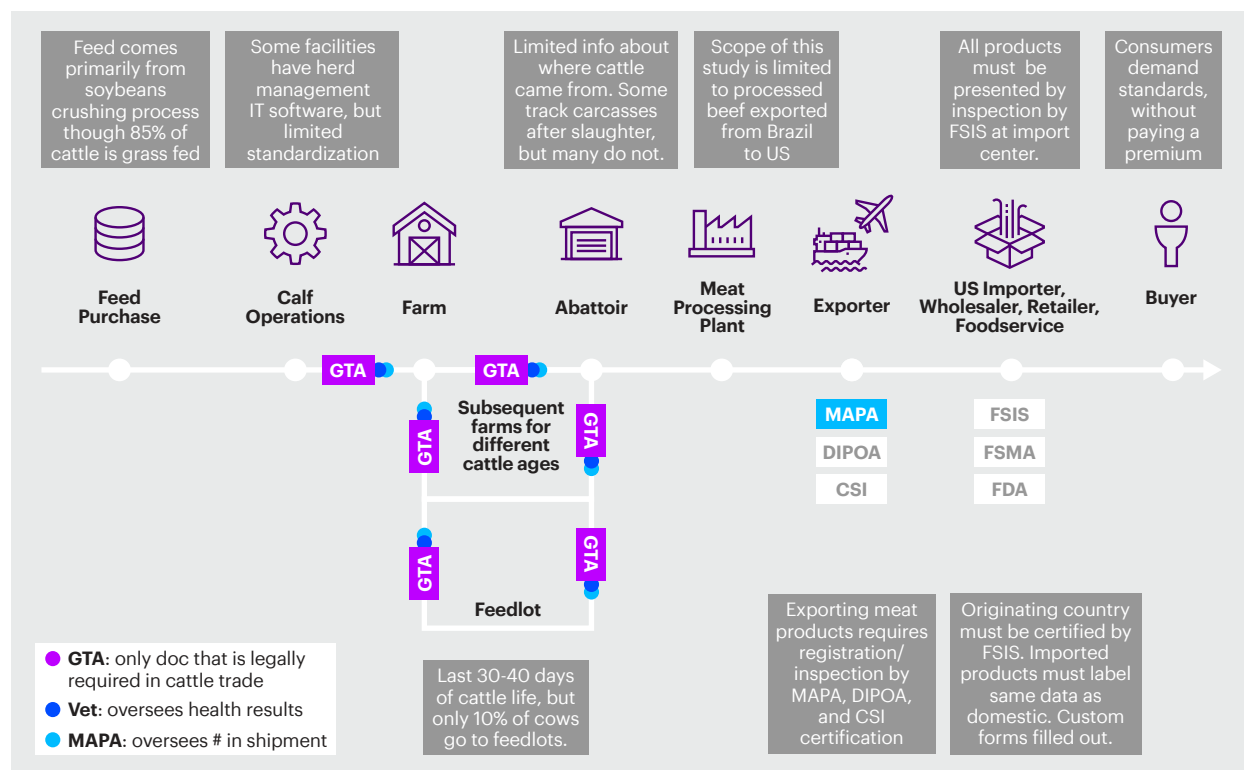 Feed comes
primarily from
soybeans
crushing process
though 85% of
cattle is grass fed
Some facilities
have herd
management
IT software, but
limited
standardization
Limited info about
where cattle
came from. Some
track carcasses
after slaughter,
but many do not.
Scope of this
study is limited
to processed
beef exported
from Brazil
to US
All products
must be
presented by
inspection by
FSIS at import
center.
Consumers
demand
standards,
without
paying a
premium
Feed
Purchase
Calf
Operations
Farm
Abattoir
Meat
Processing
Plant
Exporter
US Importer,
Wholesaler, Retailer,
Foodservice
Buyer
GTA
GTA
GTA
Subsequent
farms for
different
cattle ages
GTA
GTA
GTA
Feedlot
MAPA
DIPOA
CSI
FSIS
FSMA
FDA
GTA: only doc that is legally
required in cattle trade
Vet: oversees health results
MAPA: oversees # in shipment
Last 30-40 days
of cattle life, but
only 10% of cows
go to feedlots.
Exporting meat
products requires
registration/
inspection by
MAPA, DIPOA,
and CSI
certification
Originating country
must be certified by
FSIS. Imported
products must label
same data as
domestic. Custom
forms filled out.